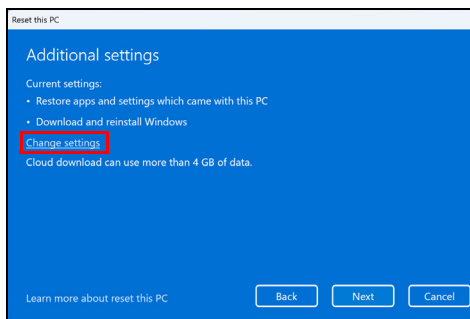 Reset this PC
Additional settings
Current settings:
• Restore apps and settings which came with this PC
• Download and reinstall Windows
Change settings
Cloud download can use more than 4 GB of data.
Learn more about reset this PC
Back
Next
Cancel